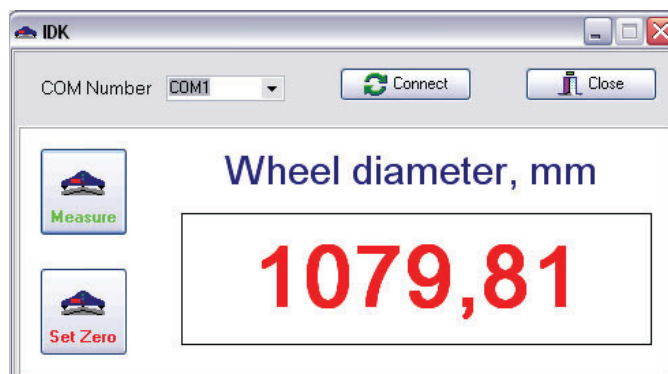 IDK
COM Number COM1 Connect Close
Wheel diameter, mm
Measure
1079,81
Set Zero